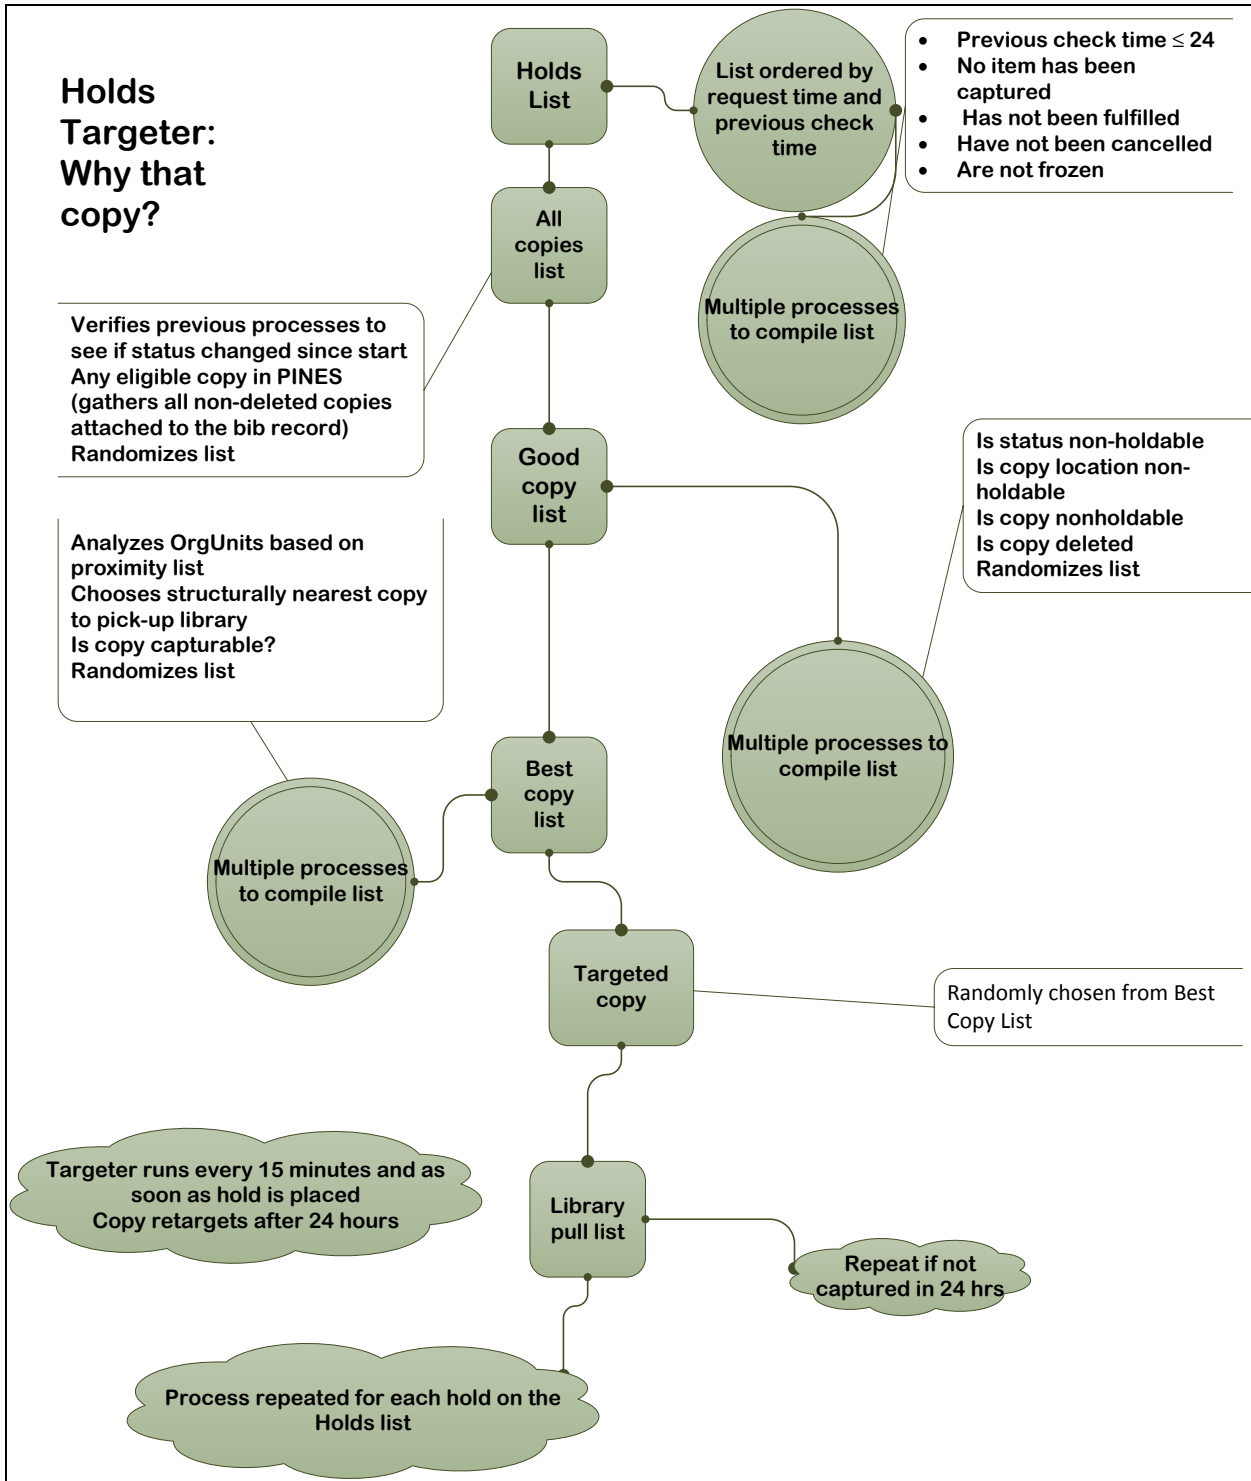 Holds
Targeter:
Why that
copy?
Holds
List
List ordered by
request time and
previous check
time
• Previous check time ≤ 24
• No item has been
captured
• Has not been fulfilled
• Have not been cancelled
• Are not frozen
All
copies
list
Multiple processes
to compile list
Verifies previous processes to
see if status changed since start
Any eligible copy in PINES
(gathers all non-deleted copies
attached to the bib record)
Randomizes list
Good
copy
list
Is status non-holdable
Is copy location non-
holdable
Is copy nonholdable
Is copy deleted
Randomizes list
Analyzes OrgUnits based on
proximity list
Chooses structurally nearest copy
to pick-up library
Is copy capturable?
Randomizes list
Multiple processes to
compile list
Best
copy
list
Multiple processes
to compile list
Targeted
copy
Randomly chosen from Best
Copy List
Targeter runs every 15 minutes and as
soon as hold is placed
Copy retargets after 24 hours
Library
pull list
Repeat if not
captured in 24 hrs
Process repeated for each hold on the
Holds list